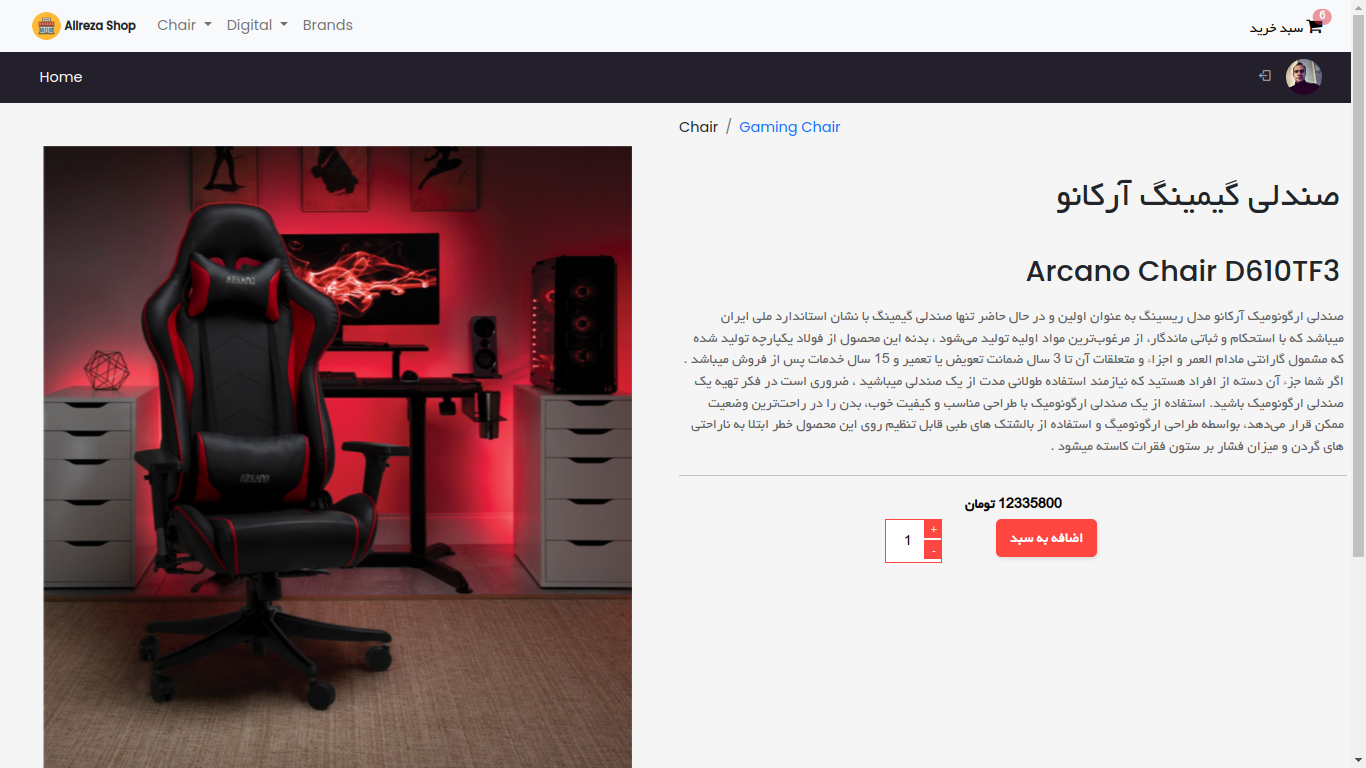 Alireza Shop Chair Digital Brands
6
سبد خرید
Home
Chair / Gaming Chair
صندلی گیمینگ آرکانو
Arcano Chair D610TF3
صندلی ارگونومیک آرکانو مدل ریسینگ به عنوان اولین و در حال حاضر تنها صندلی گیمینگ با نشان استاندارد ملی ایران
میباشد که با استحکام و ثباتی ماندگار، از مرغوب‌ترین مواد اولیه تولید می‌شود ، بدنه این محصول از فولاد یکپارچه تولید شده
که مشمول گارانتی مادام العمر و اجزاء و متعلقات آن تا 3 سال ضمانت تعویض یا تعمیر و 15 سال خدمات پس از فروش میباشد .
اگر شما جزء آن دسته از افراد هستید که نیازمند استفاده طولانی مدت از یک صندلی میباشید ، ضروری است در فکر تهیه یک
صندلی ارگونومیک باشید. استفاده از یک صندلی ارگونومیک با طراحی مناسب و کیفیت خوب، بدن را در راحت‌ترین وضعیت
ممکن قرار می‌دهد، بواسطه طراحی ارگونومیگ و استفاده از بالشتک های طبی قابل تنظیم روی این محصول خطر ابتلا به ناراحتی
های گردن و میزان فشار بر ستون فقرات کاسته میشود .
12335800 تومان
1
+
-
اضافه به سبد